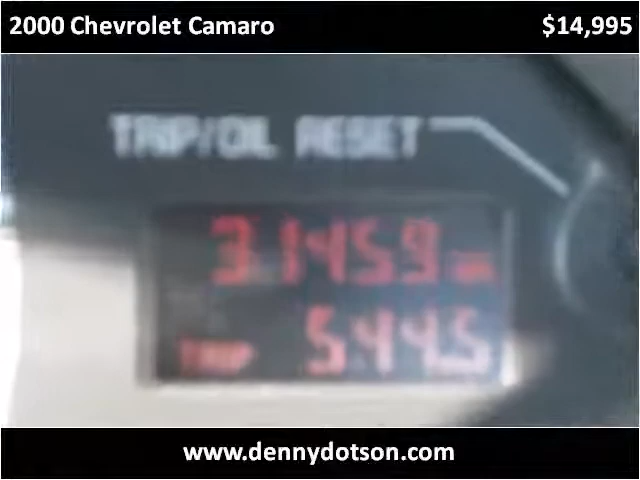 2000 Chevrolet Camaro $14,995
TRIP/OIL RESET
31459
TRIP 544.5
www.dennydotson.com